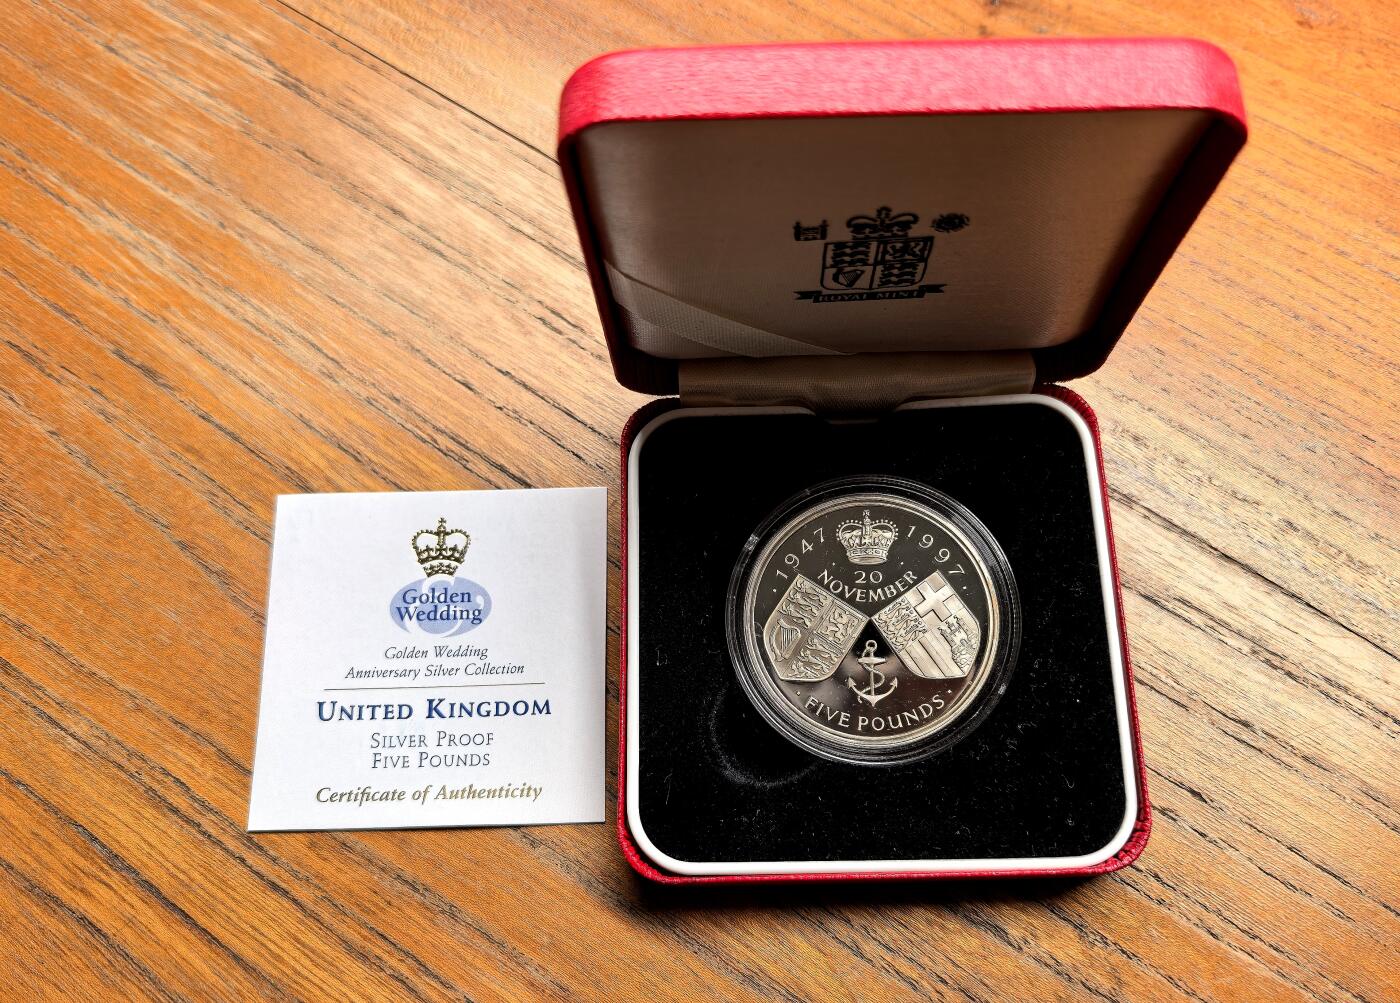 ROYAL MINT
Golden
Wedding
Golden Wedding
Anniversary Silver Collection
UNITED KINGDOM
SILVER PROOF
FIVE POUNDS
Certificate of Authenticity
1947 1997
· 20 ·
NOVEMBER
· FIVE POUNDS ·